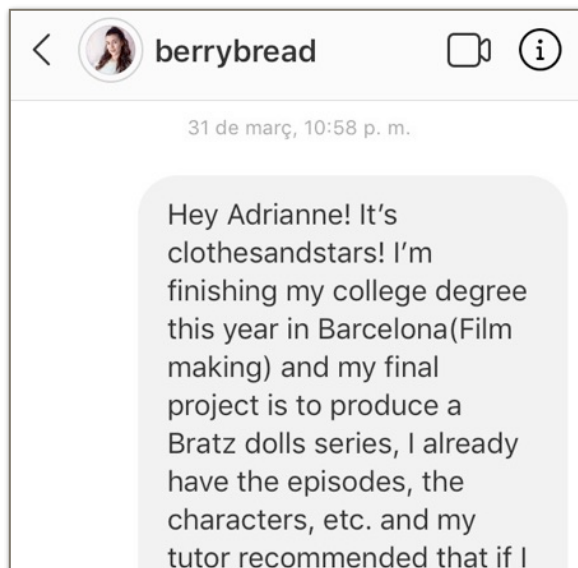 berrybread
31 de març, 10:58 p. m.
Hey Adrianne! It's
clothesandstars! I'm
finishing my college degree
this year in Barcelona(Film
making) and my final
project is to produce a
Bratz dolls series, I already
have the episodes, the
characters, etc. and my
tutor recommended that if I